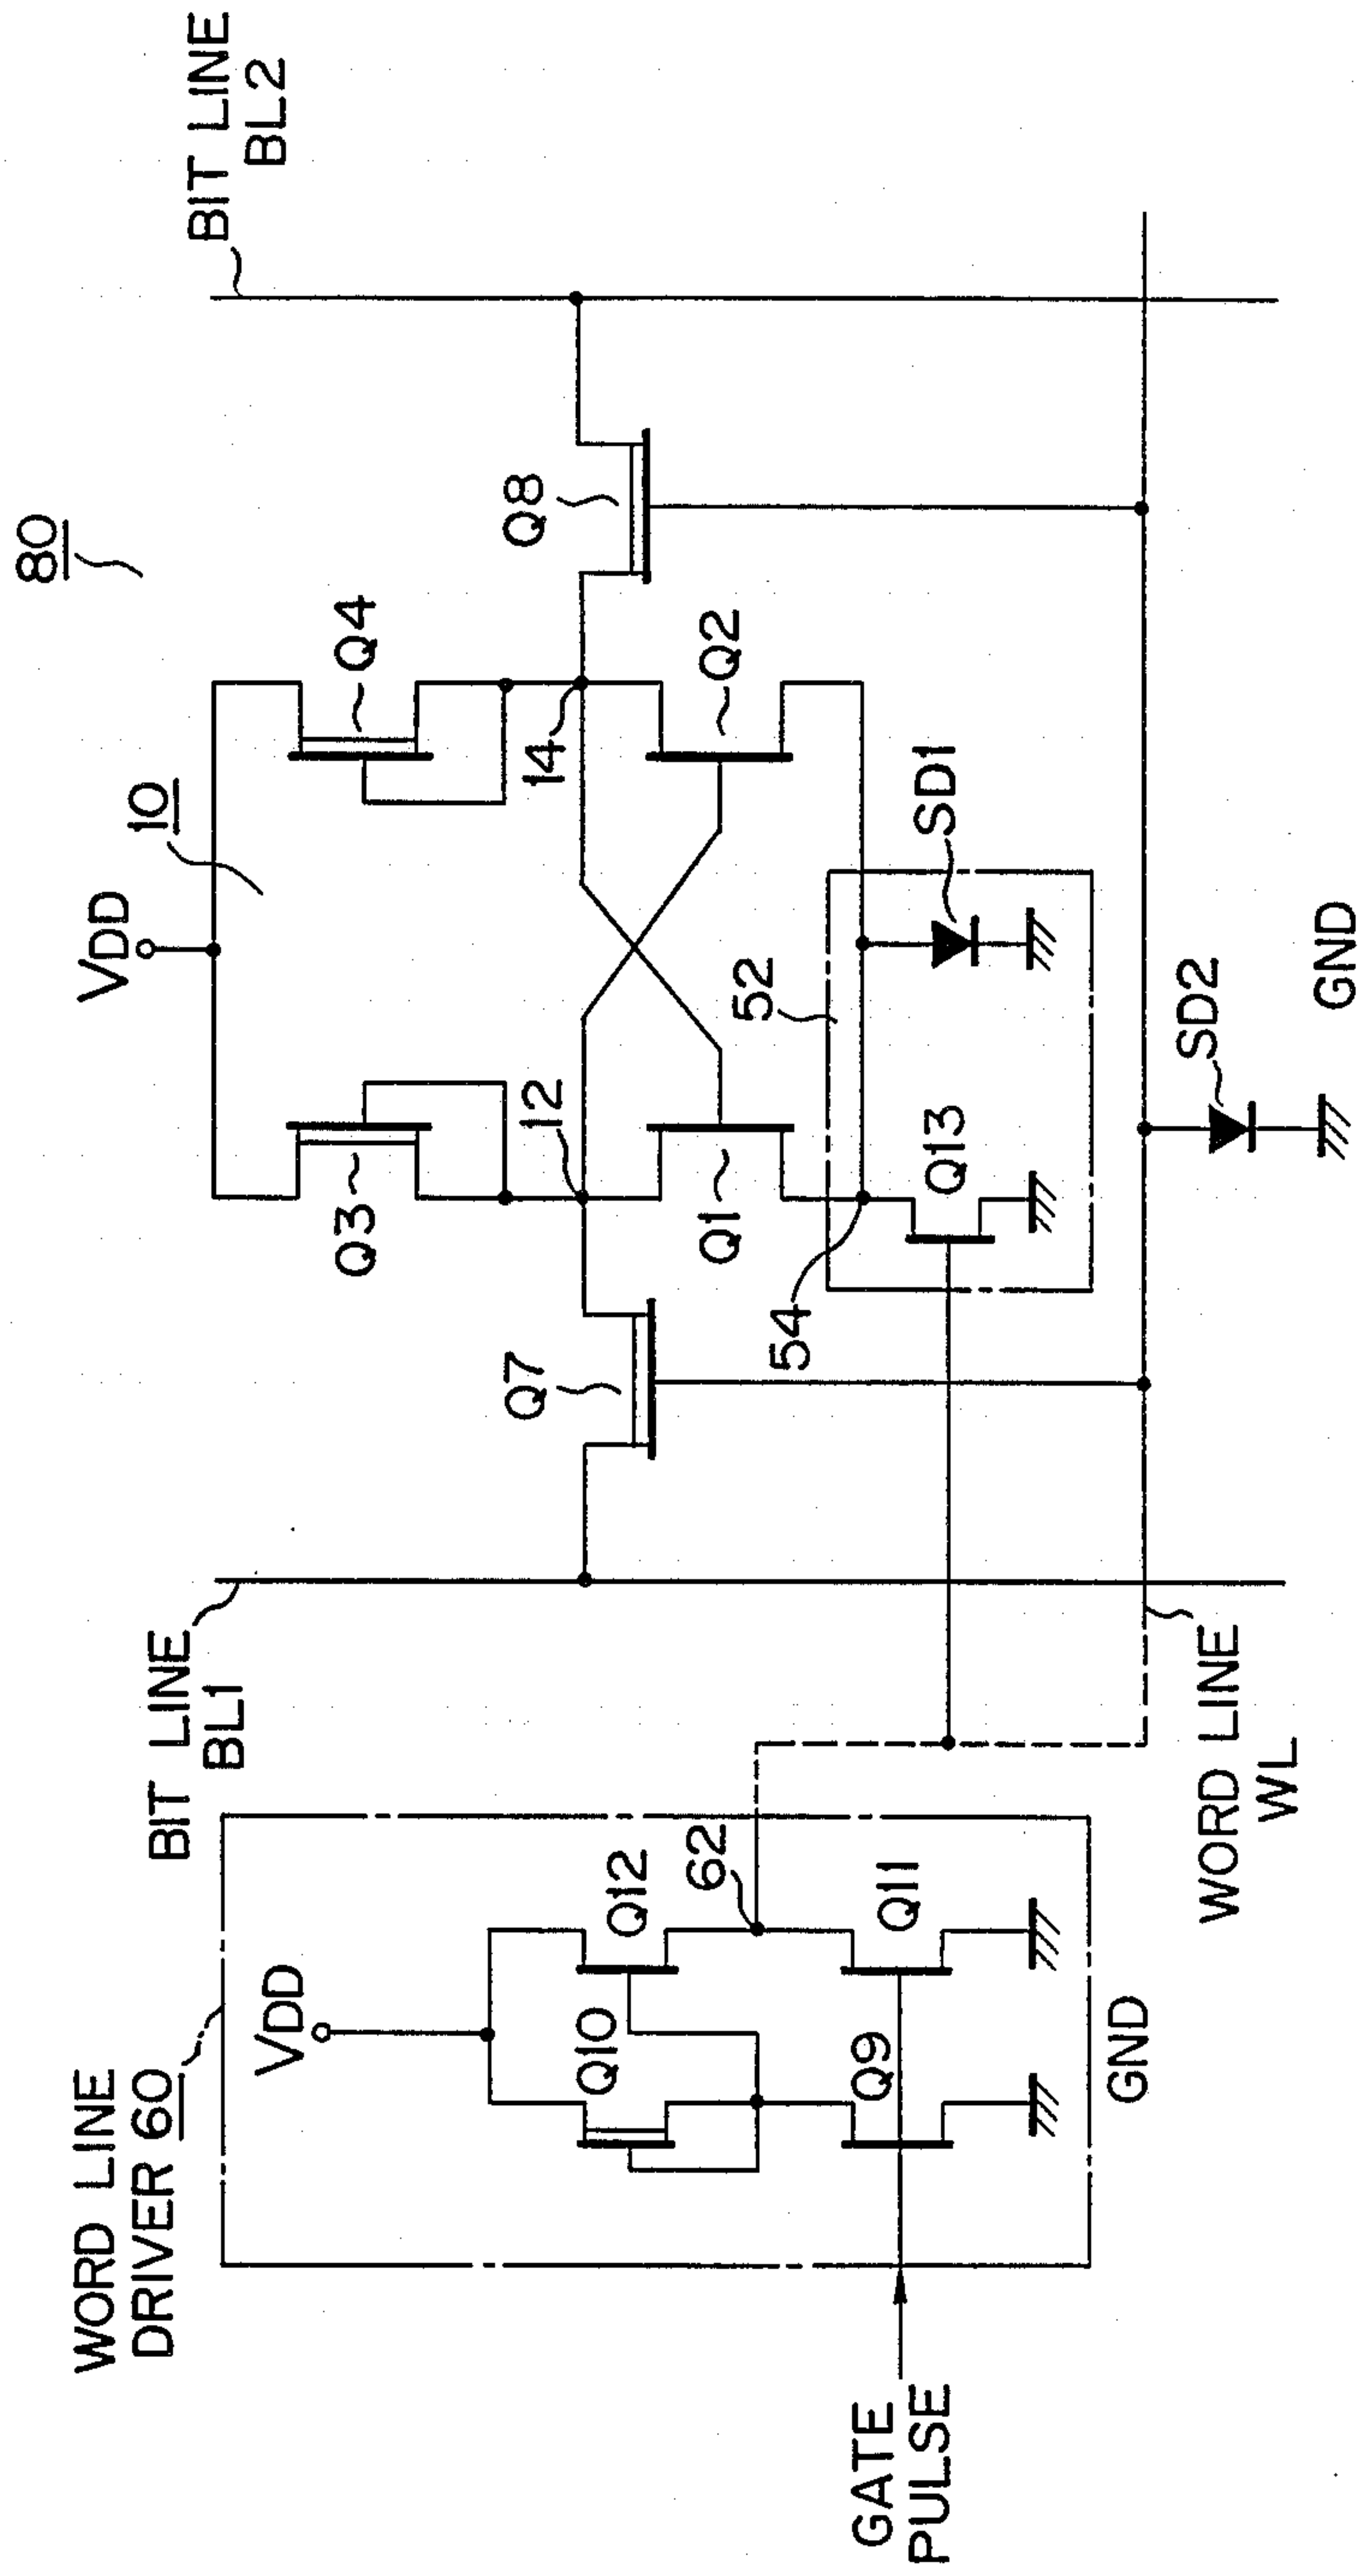 80
BIT LINE
BL2
VDD
10
Q4
Q3
14
Q8
12
Q7
Q2
Q1
BIT LINE
BL1
52
SD1
54
Q13
SD2
GND
WORD LINE
WL
WORD LINE
DRIVER 60
VDD
Q10
Q12
62
Q9
Q11
GND
GATE
PULSE